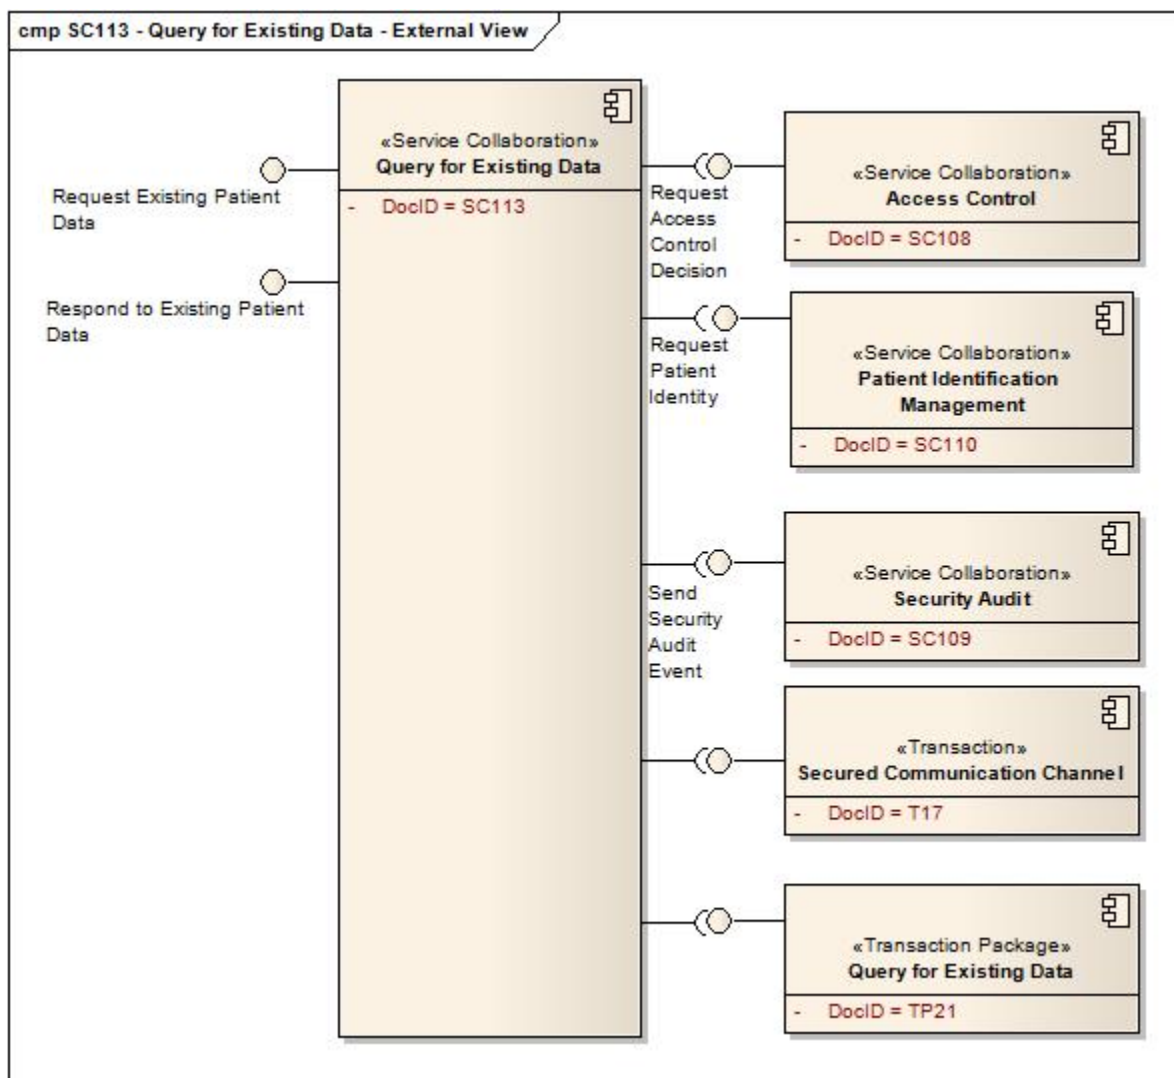 cmp SC113 - Query for Existing Data - External View
«Service Collaboration»
Query for Existing Data
- DocID = SC113
Request Existing Patient
Data
Respond to Existing Patient
Data
Request
Access
Control
Decision
«Service Collaboration»
Access Control
- DocID = SC108
Request
Patient
Identity
«Service Collaboration»
Patient Identification
Management
- DocID = SC110
Send
Security
Audit
Event
«Service Collaboration»
Security Audit
- DocID = SC109
«Transaction»
Secured Communication Channel
- DocID = T17
«Transaction Package»
Query for Existing Data
- DocID = TP21